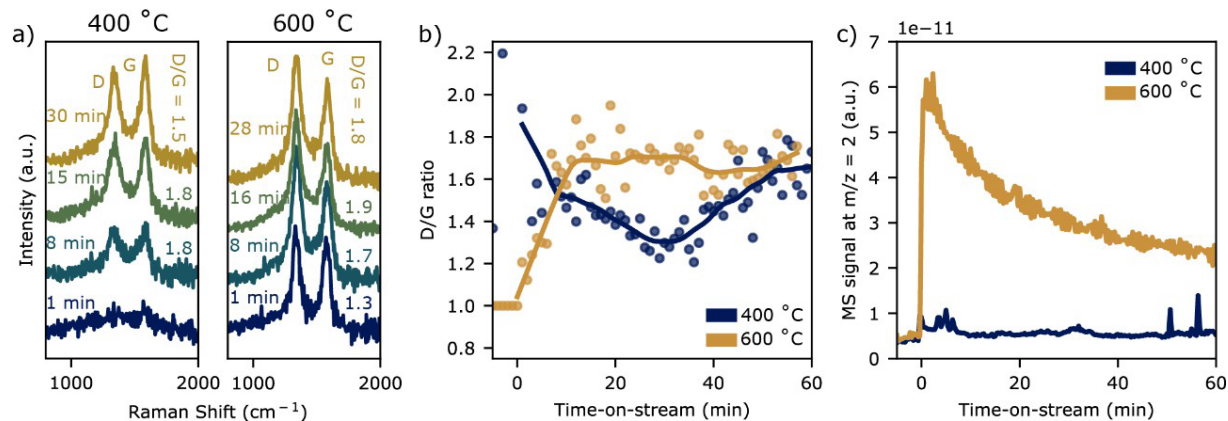 a)
400 °C
600 °C
D
G
D/G = 1.5
30 min
15 min
1.8
8 min
1.8
1 min
D
G
D/G = 1.8
28 min
16 min
1.9
8 min
1.7
1 min
1.3
Intensity (a.u.)
1000
2000
1000
2000
Raman Shift (cm⁻¹)
b)
2.2
2.0
1.8
1.6
1.4
1.2
1.0
0.8
D/G ratio
400 °C
600 °C
0
20
40
60
Time-on-stream (min)
c)
1e−11
7
6
5
4
3
2
1
0
MS signal at m/z = 2 (a.u.)
400 °C
600 °C
0
20
40
60
Time-on-stream (min)